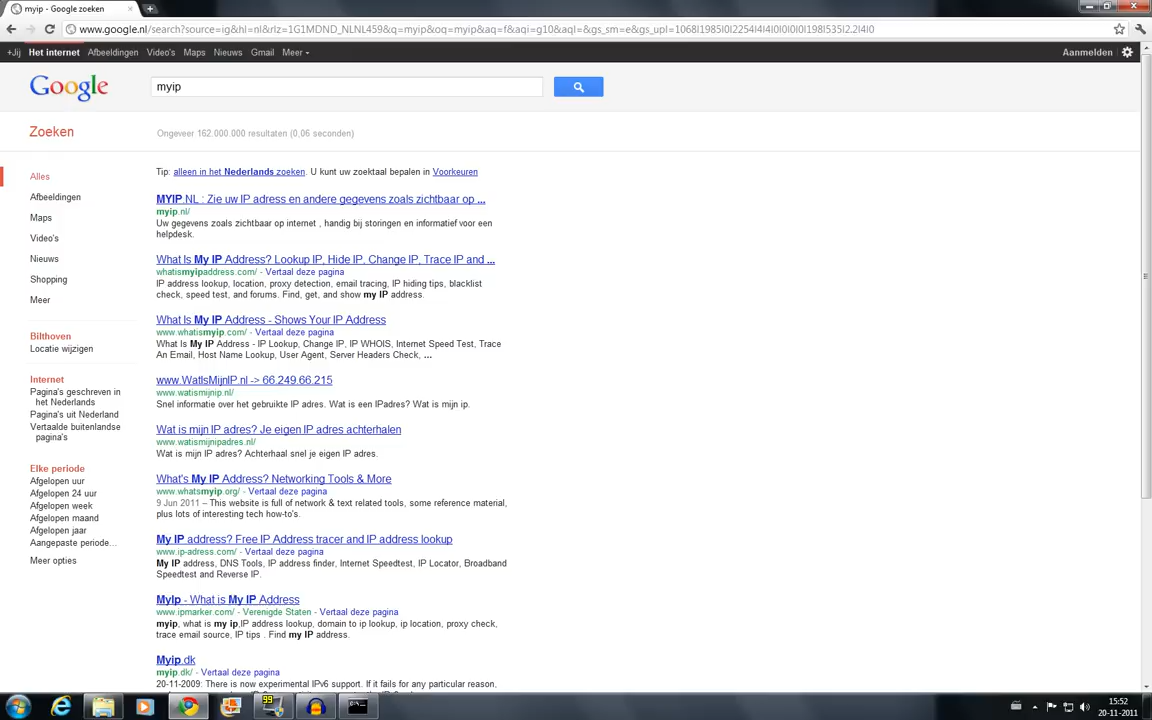 myip - Google zoeken
www.google.nl/search?source=ig&hl=nl&rlz=1G1MDND_NLNL459&q=myip&oq=myip&aq=f&aqi=g10&aql=&gs_sm=e&gs_upl=1068l1985l0l2254l4l4l0l0l0l0l198l535l2.2l4l0
+Jij Het internet Afbeeldingen Video's Maps Nieuws Gmail Meer Aanmelden
Google myip
Zoeken Ongeveer 162.000.000 resultaten (0,06 seconden)
Alles
Afbeeldingen
Maps
Video's
Nieuws
Shopping
Meer
Bilthoven
Locatie wijzigen
Internet
Pagina's geschreven in
het Nederlands
Pagina's uit Nederland
Vertaalde buitenlandse
pagina's
Elke periode
Afgelopen uur
Afgelopen 24 uur
Afgelopen week
Afgelopen maand
Afgelopen jaar
Aangepaste periode...
Meer opties
Tip: alleen in het Nederlands zoeken. U kunt uw zoektaal bepalen in Voorkeuren
MYIP.NL : Zie uw IP adress en andere gegevens zoals zichtbaar op ...
myip.nl/
Uw gegevens zoals zichtbaar op internet , handig bij storingen en informatief voor een
helpdesk.
What Is My IP Address? Lookup IP, Hide IP, Change IP, Trace IP and ...
whatismyipaddress.com/ - Vertaal deze pagina
IP address lookup, location, proxy detection, email tracing, IP hiding tips, blacklist
check, speed test, and forums. Find, get, and show my IP address.
What Is My IP Address - Shows Your IP Address
www.whatismyip.com/ - Vertaal deze pagina
What Is My IP Address - IP Lookup, Change IP, IP WHOIS, Internet Speed Test, Trace
An Email, Host Name Lookup, User Agent, Server Headers Check, ...
www.WatIsMijnIP.nl -> 66.249.66.215
www.watismijnip.nl/
Snel informatie over het gebruikte IP adres. Wat is een IPadres? Wat is mijn ip.
Wat is mijn IP adres? Je eigen IP adres achterhalen
www.watismijnipadres.nl/
Wat is mijn IP adres? Achterhaal snel je eigen IP adres.
What's My IP Address? Networking Tools & More
www.whatsmyip.org/ - Vertaal deze pagina
9 Jun 2011 – This website is full of network & text related tools, some reference material,
plus lots of interesting tech how-to's.
My IP address? Free IP Address tracer and IP address lookup
www.ip-adress.com/ - Vertaal deze pagina
My IP address, DNS Tools, IP address finder, Internet Speedtest, IP Locator, Broadband
Speedtest and Reverse IP.
MyIp - What is My IP Address
www.ipmarker.com/ - Verenigde Staten - Vertaal deze pagina
myip, what is my ip,IP address lookup, domain to ip lookup, ip location, proxy check,
trace email source, IP tips . Find my IP address.
Myip.dk
myip.dk/ - Vertaal deze pagina
20-11-2009: There is now experimental IPv6 support. If it fails for any particular reason,
99
15:52
20-11-2011